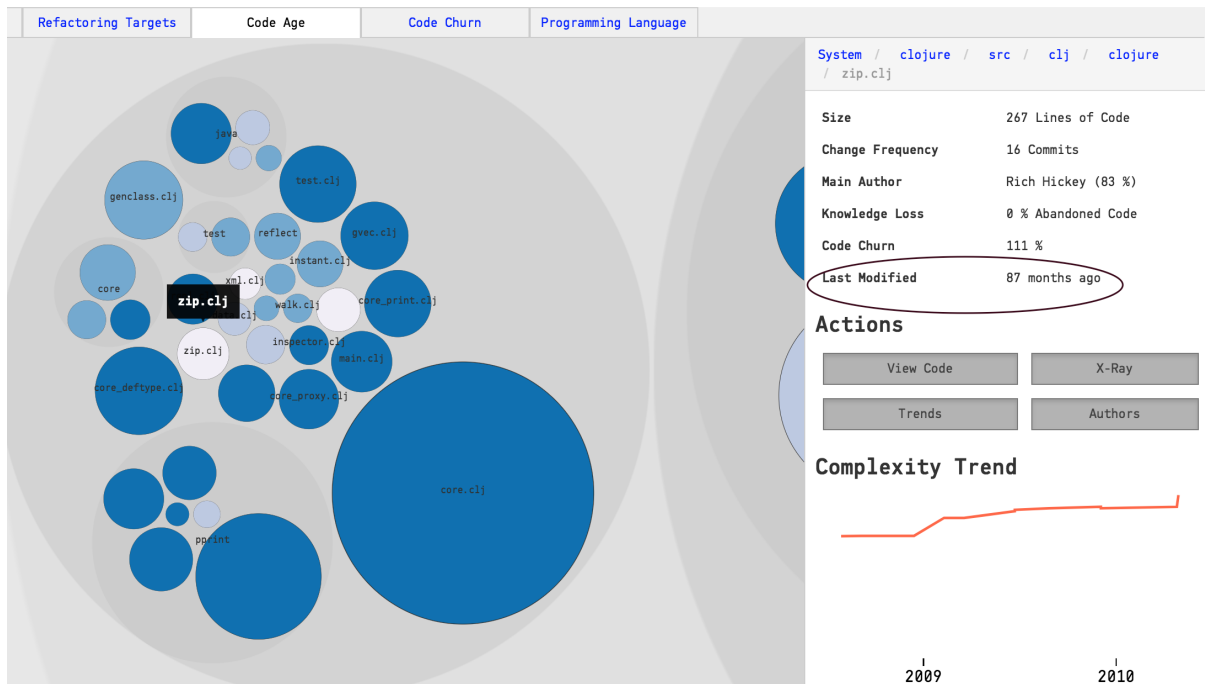 Refactoring Targets
Code Age
Code Churn
Programming Language
System / clojure / src / clj / clojure
/ zip.clj
Size 267 Lines of Code
Change Frequency 16 Commits
Main Author Rich Hickey (83 %)
Knowledge Loss 0 % Abandoned Code
Code Churn 111 %
Last Modified 87 months ago
Actions
View Code
X-Ray
Trends
Authors
Complexity Trend
2009
2010
java
test.clj
genclass.clj
test
reflect
gvec.clj
instant.clj
xml.clj
core
zip.clj
walk.clj
core_print.clj
zip.clj
inspector.clj
main.clj
core_deftype.clj
core_proxy.clj
core.clj
pprint